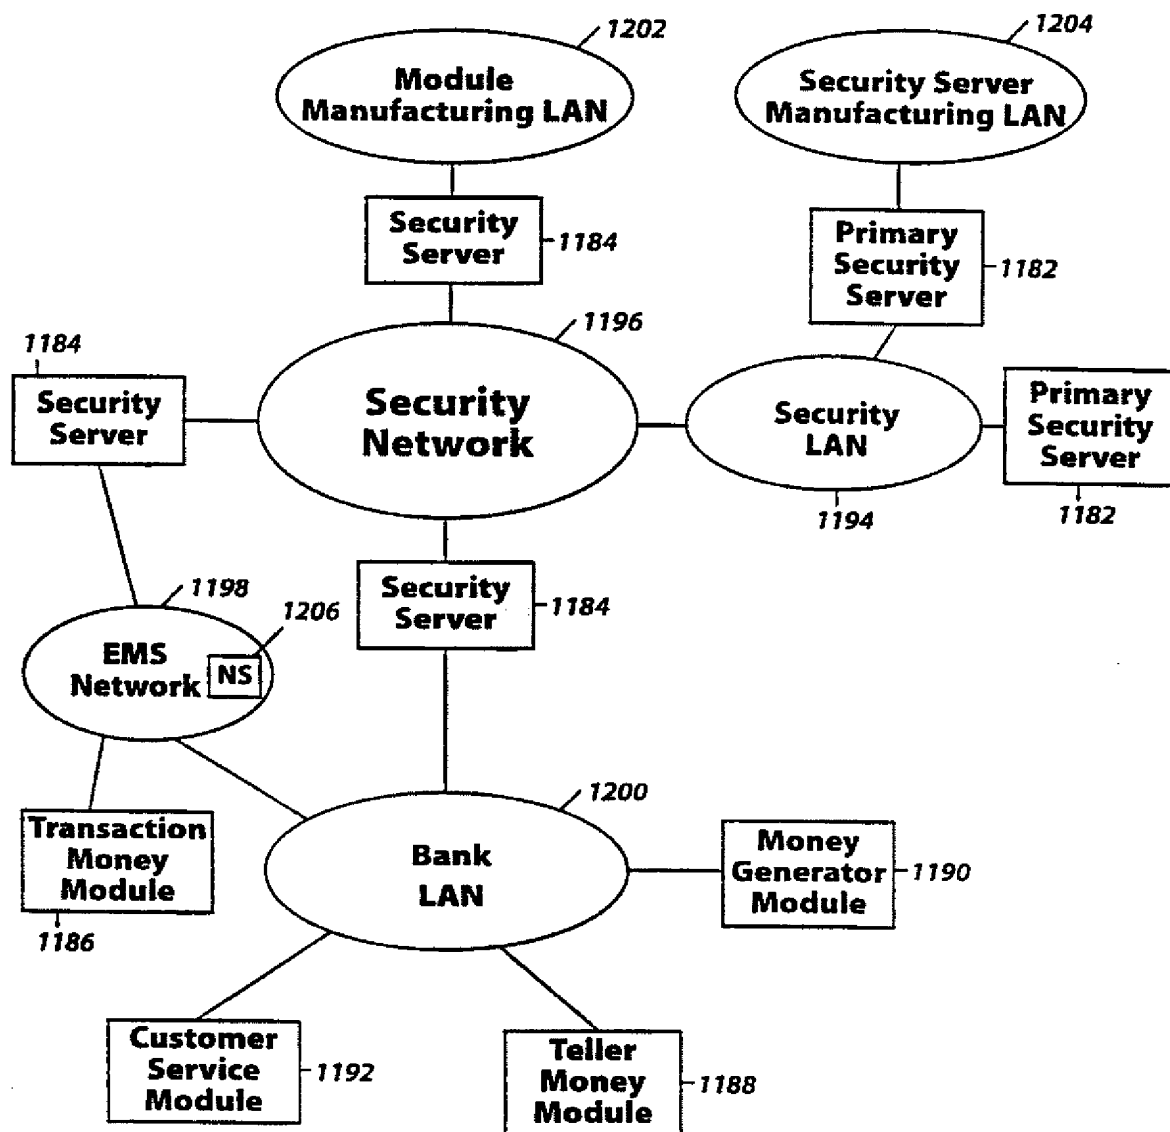 1202
Module
Manufacturing LAN
1204
Security Server
Manufacturing LAN
Security
Server
1184
Primary
Security
Server
1182
1196
Security
Network
1184
Security
Server
Security
LAN
1194
Primary
Security
Server
1182
Security
Server
1184
1198
1206
EMS
Network
NS
Transaction
Money
Module
1186
1200
Bank
LAN
Money
Generator
Module
1190
Customer
Service
Module
1192
Teller
Money
Module
1188